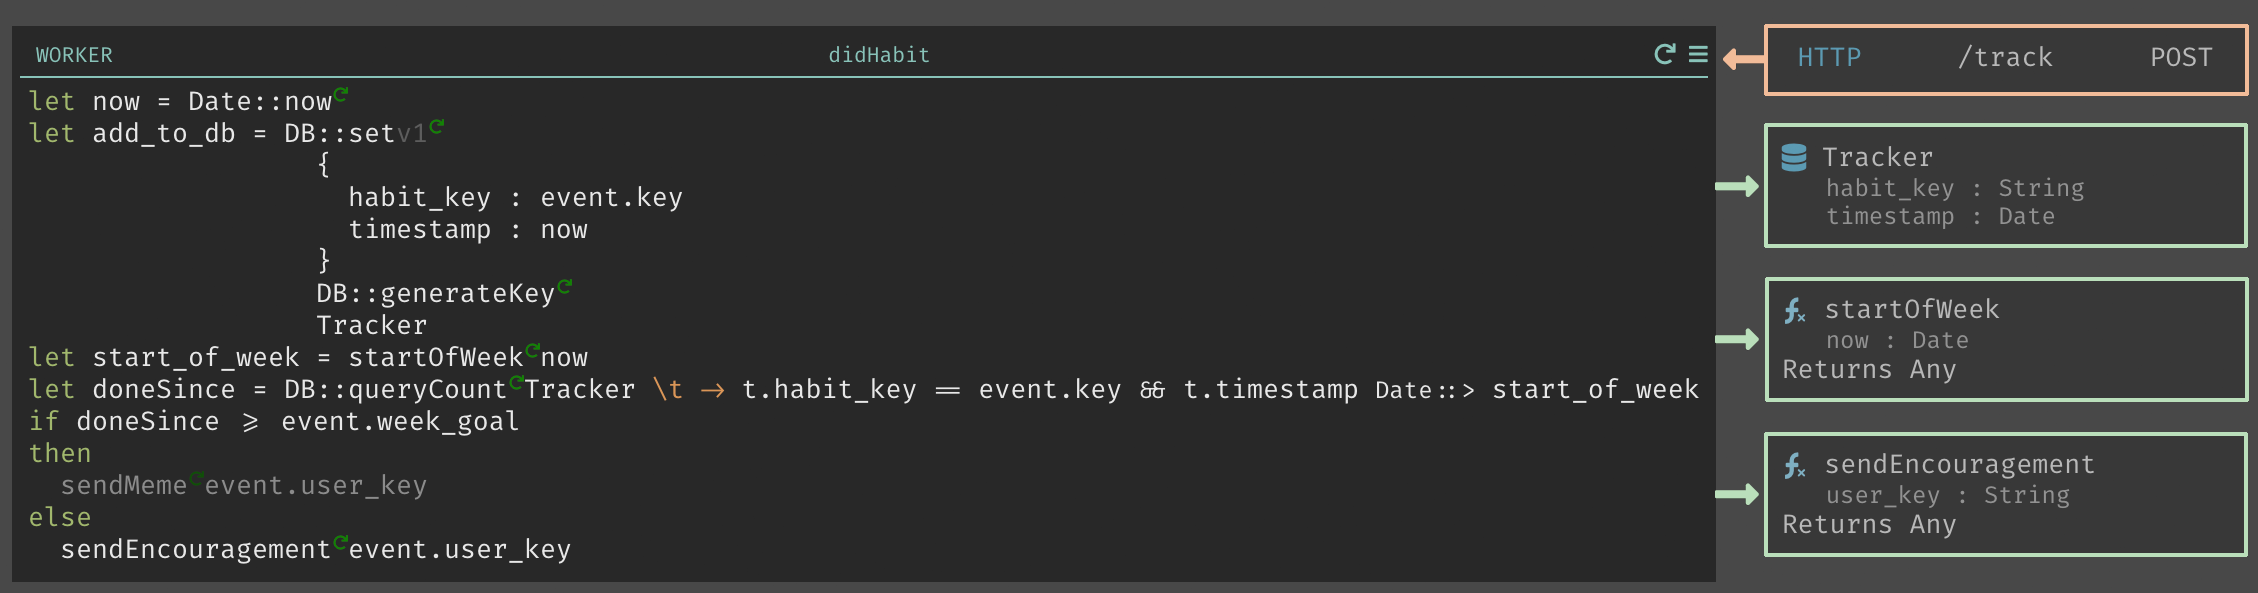 WORKER didHabit
let now = Date::now
let add_to_db = DB::setv1
{
habit_key : event.key
timestamp : now
}
DB::generateKey
Tracker
let start_of_week = startOfWeek now
let doneSince = DB::queryCount Tracker \t -> t.habit_key == event.key && t.timestamp Date::> start_of_week
if doneSince >= event.week_goal
then
sendMeme event.user_key
else
sendEncouragement event.user_key
HTTP /track POST
Tracker
habit_key : String
timestamp : Date
startOfWeek
now : Date
Returns Any
sendEncouragement
user_key : String
Returns Any